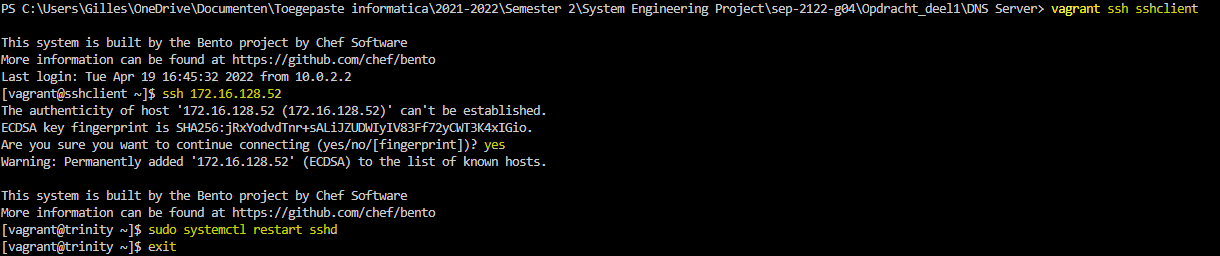 PS C:\Users\Gilles\OneDrive\Documenten\Toegepaste informatica\2021-2022\Semester 2\System Engineering Project\sep-2122-g04\Opdracht_deel1\DNS Server> vagrant ssh sshclient
This system is built by the Bento project by Chef Software
More information can be found at https://github.com/chef/bento
Last login: Tue Apr 19 16:45:32 2022 from 10.0.2.2
[vagrant@sshclient ~]$ ssh 172.16.128.52
The authenticity of host '172.16.128.52 (172.16.128.52)' can't be established.
ECDSA key fingerprint is SHA256:jRxYodvdTnr+sALiJZUDWIyIV83Ff72yCWT3K4xIGio.
Are you sure you want to continue connecting (yes/no/[fingerprint])? yes
Warning: Permanently added '172.16.128.52' (ECDSA) to the list of known hosts.
This system is built by the Bento project by Chef Software
More information can be found at https://github.com/chef/bento
[vagrant@trinity ~]$ sudo systemctl restart sshd
[vagrant@trinity ~]$ exit